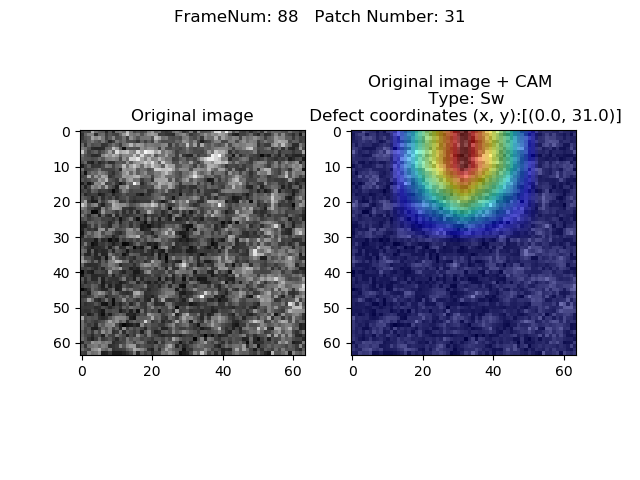 FrameNum: 88   Patch Number: 31
Original image
Original image + CAM
Type: Sw
Defect coordinates (x, y):[(0.0, 31.0)]
0
10
20
30
40
50
60
0 20 40 60
0
10
20
30
40
50
60
0 20 40 60